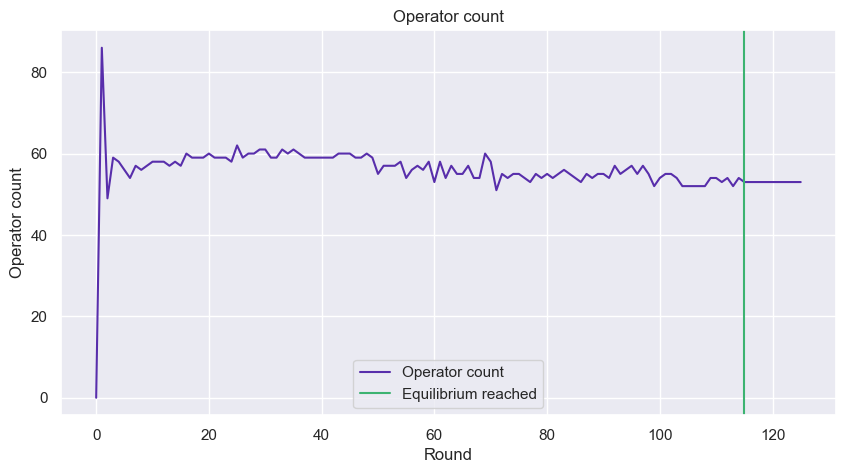 Operator count
80
60
40
20
0
Operator count
Operator count
Equilibrium reached
0 20 40 60 80 100 120
Round